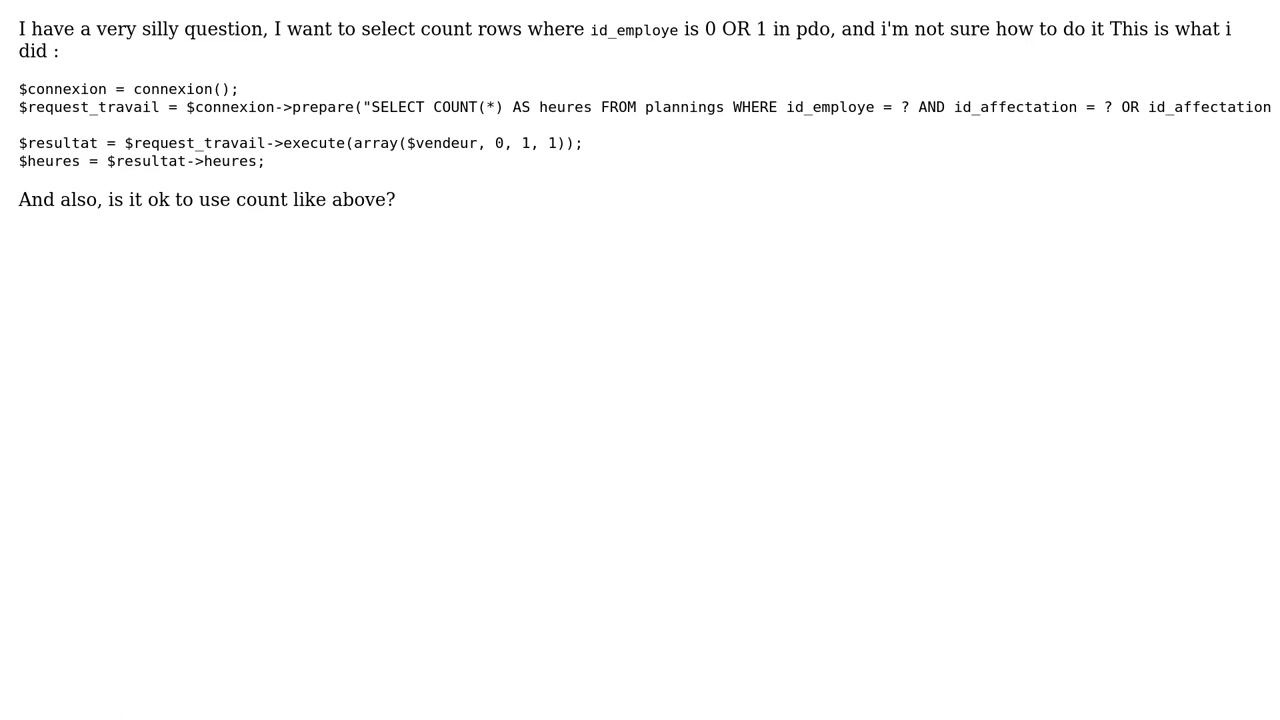 I have a very silly question, I want to select count rows where id_employe is 0 OR 1 in pdo, and i'm not sure how to do it This is what i
did :
$connexion = connexion();
$request_travail = $connexion->prepare("SELECT COUNT(*) AS heures FROM plannings WHERE id_employe = ? AND id_affectation = ? OR id_affectation
$resultat = $request_travail->execute(array($vendeur, 0, 1, 1));
$heures = $resultat->heures;
And also, is it ok to use count like above?